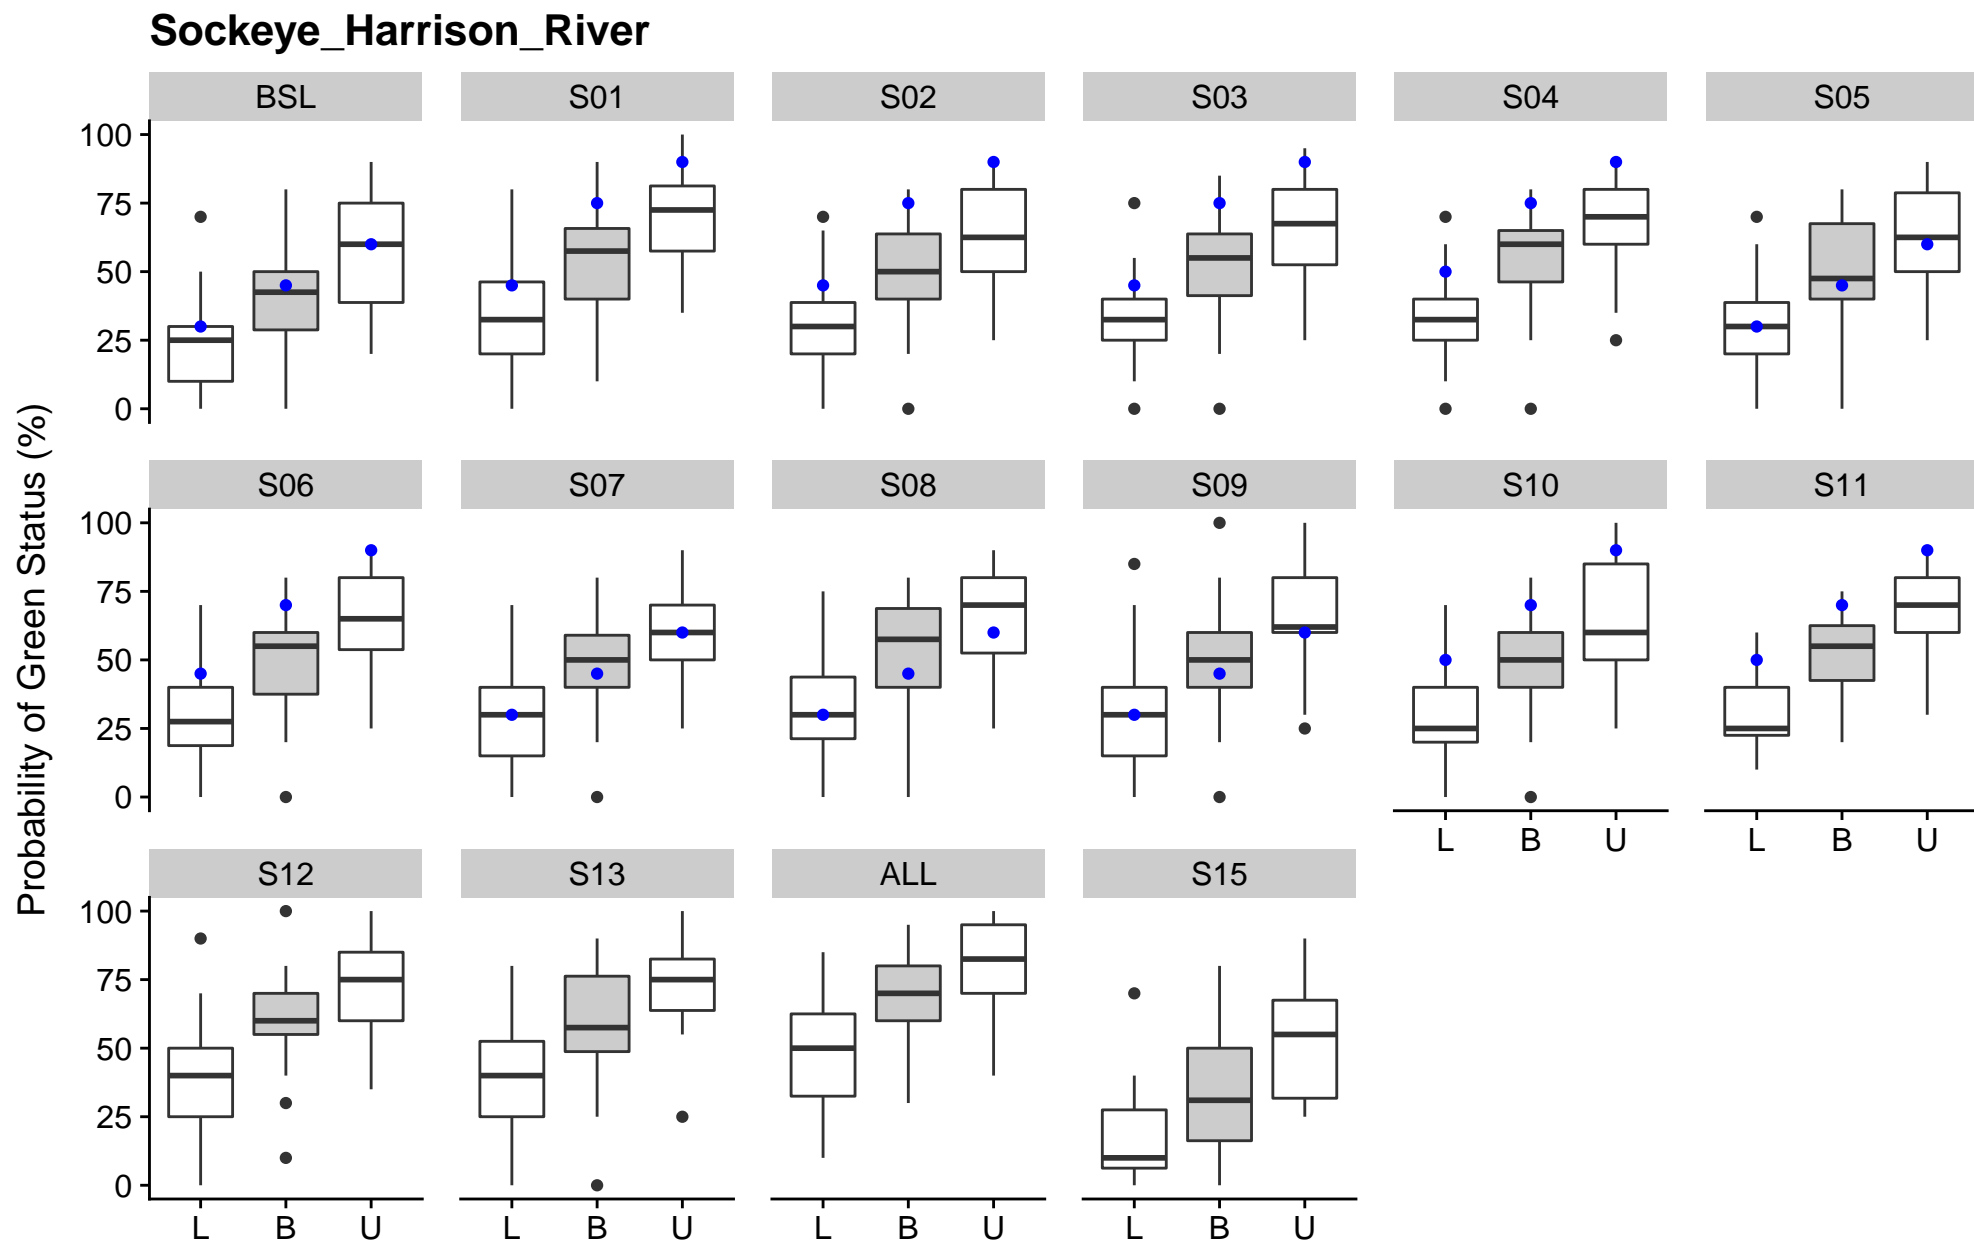 Sockeye_Harrison_River
BSL S01 S02 S03 S04 S05
100
75
50
25
0
Probability of Green Status (%)
S06 S07 S08 S09 S10 S11
100
75
50
25
0
L B U L B U
S12 S13 ALL S15
100
75
50
25
0
L B U L B U L B U L B U